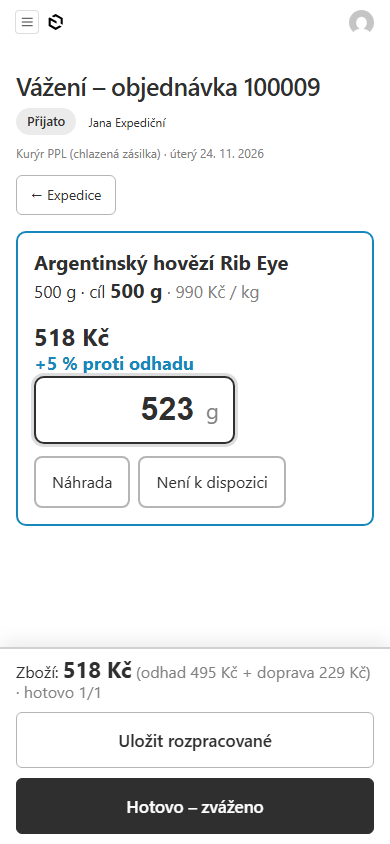 Vážení – objednávka 100009
Přijato
Jana Expediční
Kurýr PPL (chlazená zásilka) · úterý 24. 11. 2026
← Expedice
Argentinský hovězí Rib Eye
500 g · cíl 500 g · 990 Kč / kg
518 Kč
+5 % proti odhadu
523 g
Náhrada
Není k dispozici
Zboží: 518 Kč (odhad 495 Kč + doprava 229 Kč)
· hotovo 1/1
Uložit rozpracované
Hotovo – zváženo